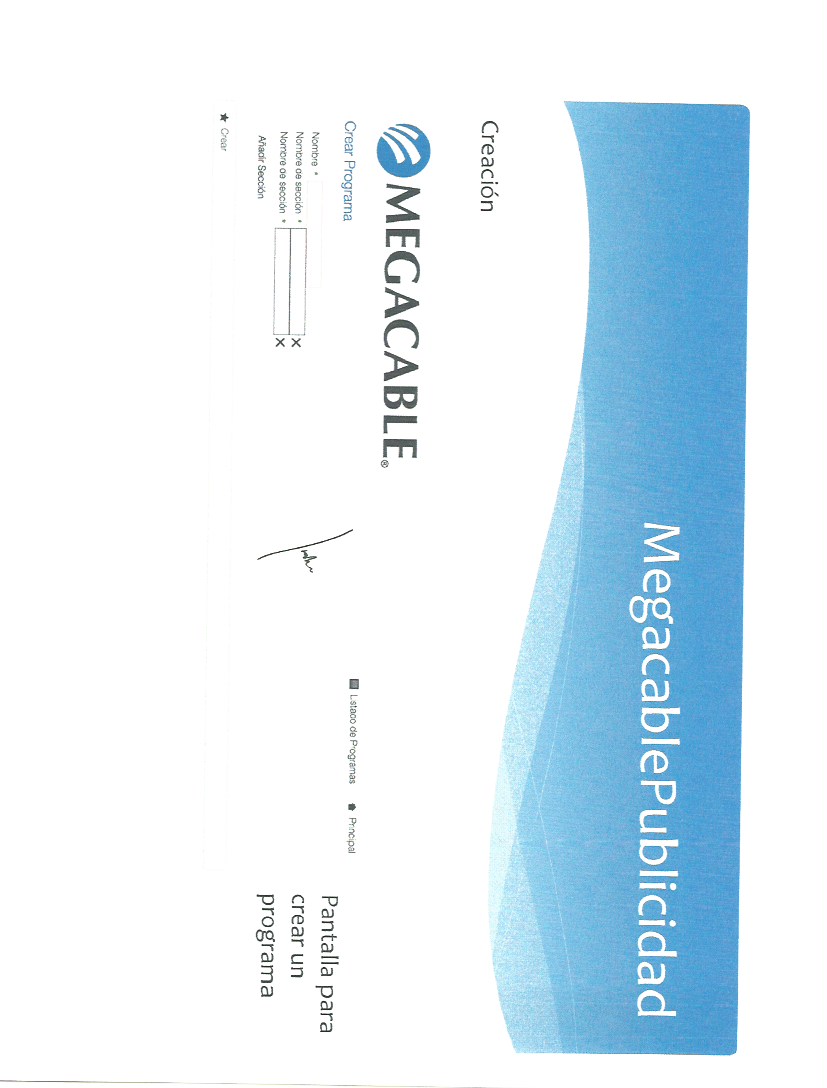 MegacablePublicidad
Creación
MEGACABLE®
Crear Programa
Listado de Programas Principal
Nombre *
Nombre de sección * X
Nombre de sección * X
Añadir Sección
Crear
Pantalla para
crear un
programa